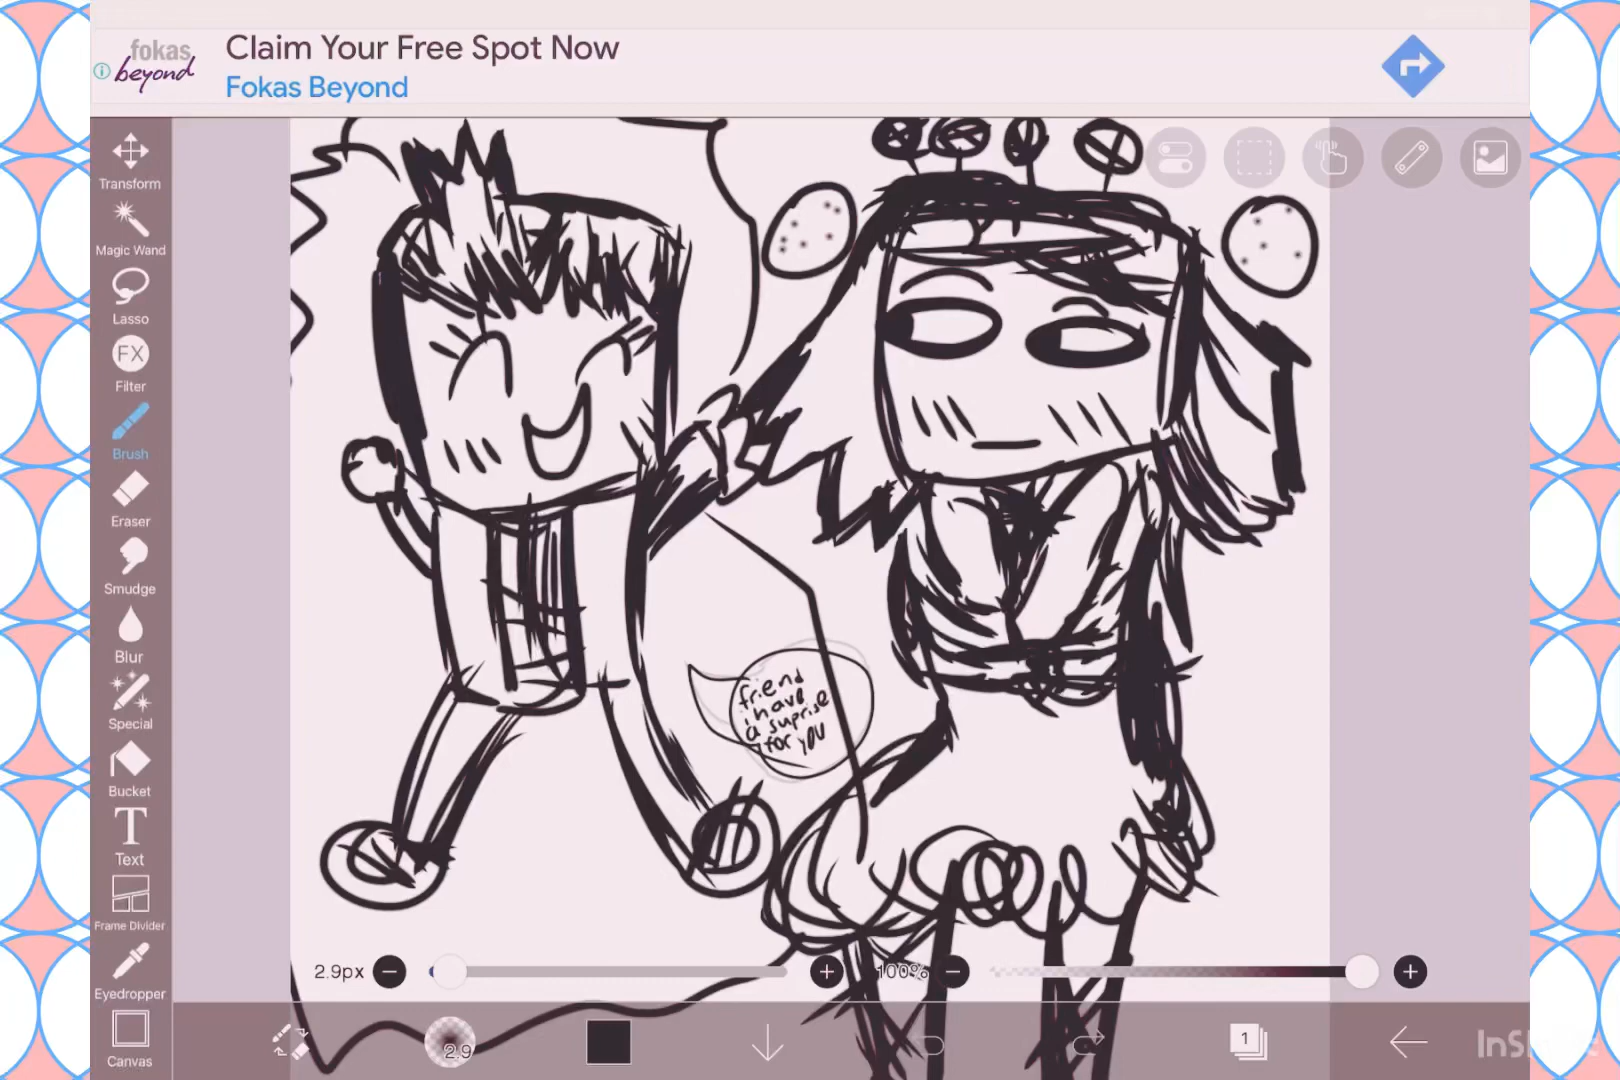 fokas
beyond
Claim Your Free Spot Now
Fokas Beyond
Transform
Magic Wand
Lasso
FX
Filter
Brush
Eraser
Smudge
Blur
Special
Bucket
T
Text
Frame Divider
Eyedropper
Canvas
friend
i have
a suprise
for you
2.9px
100%
2.9
1